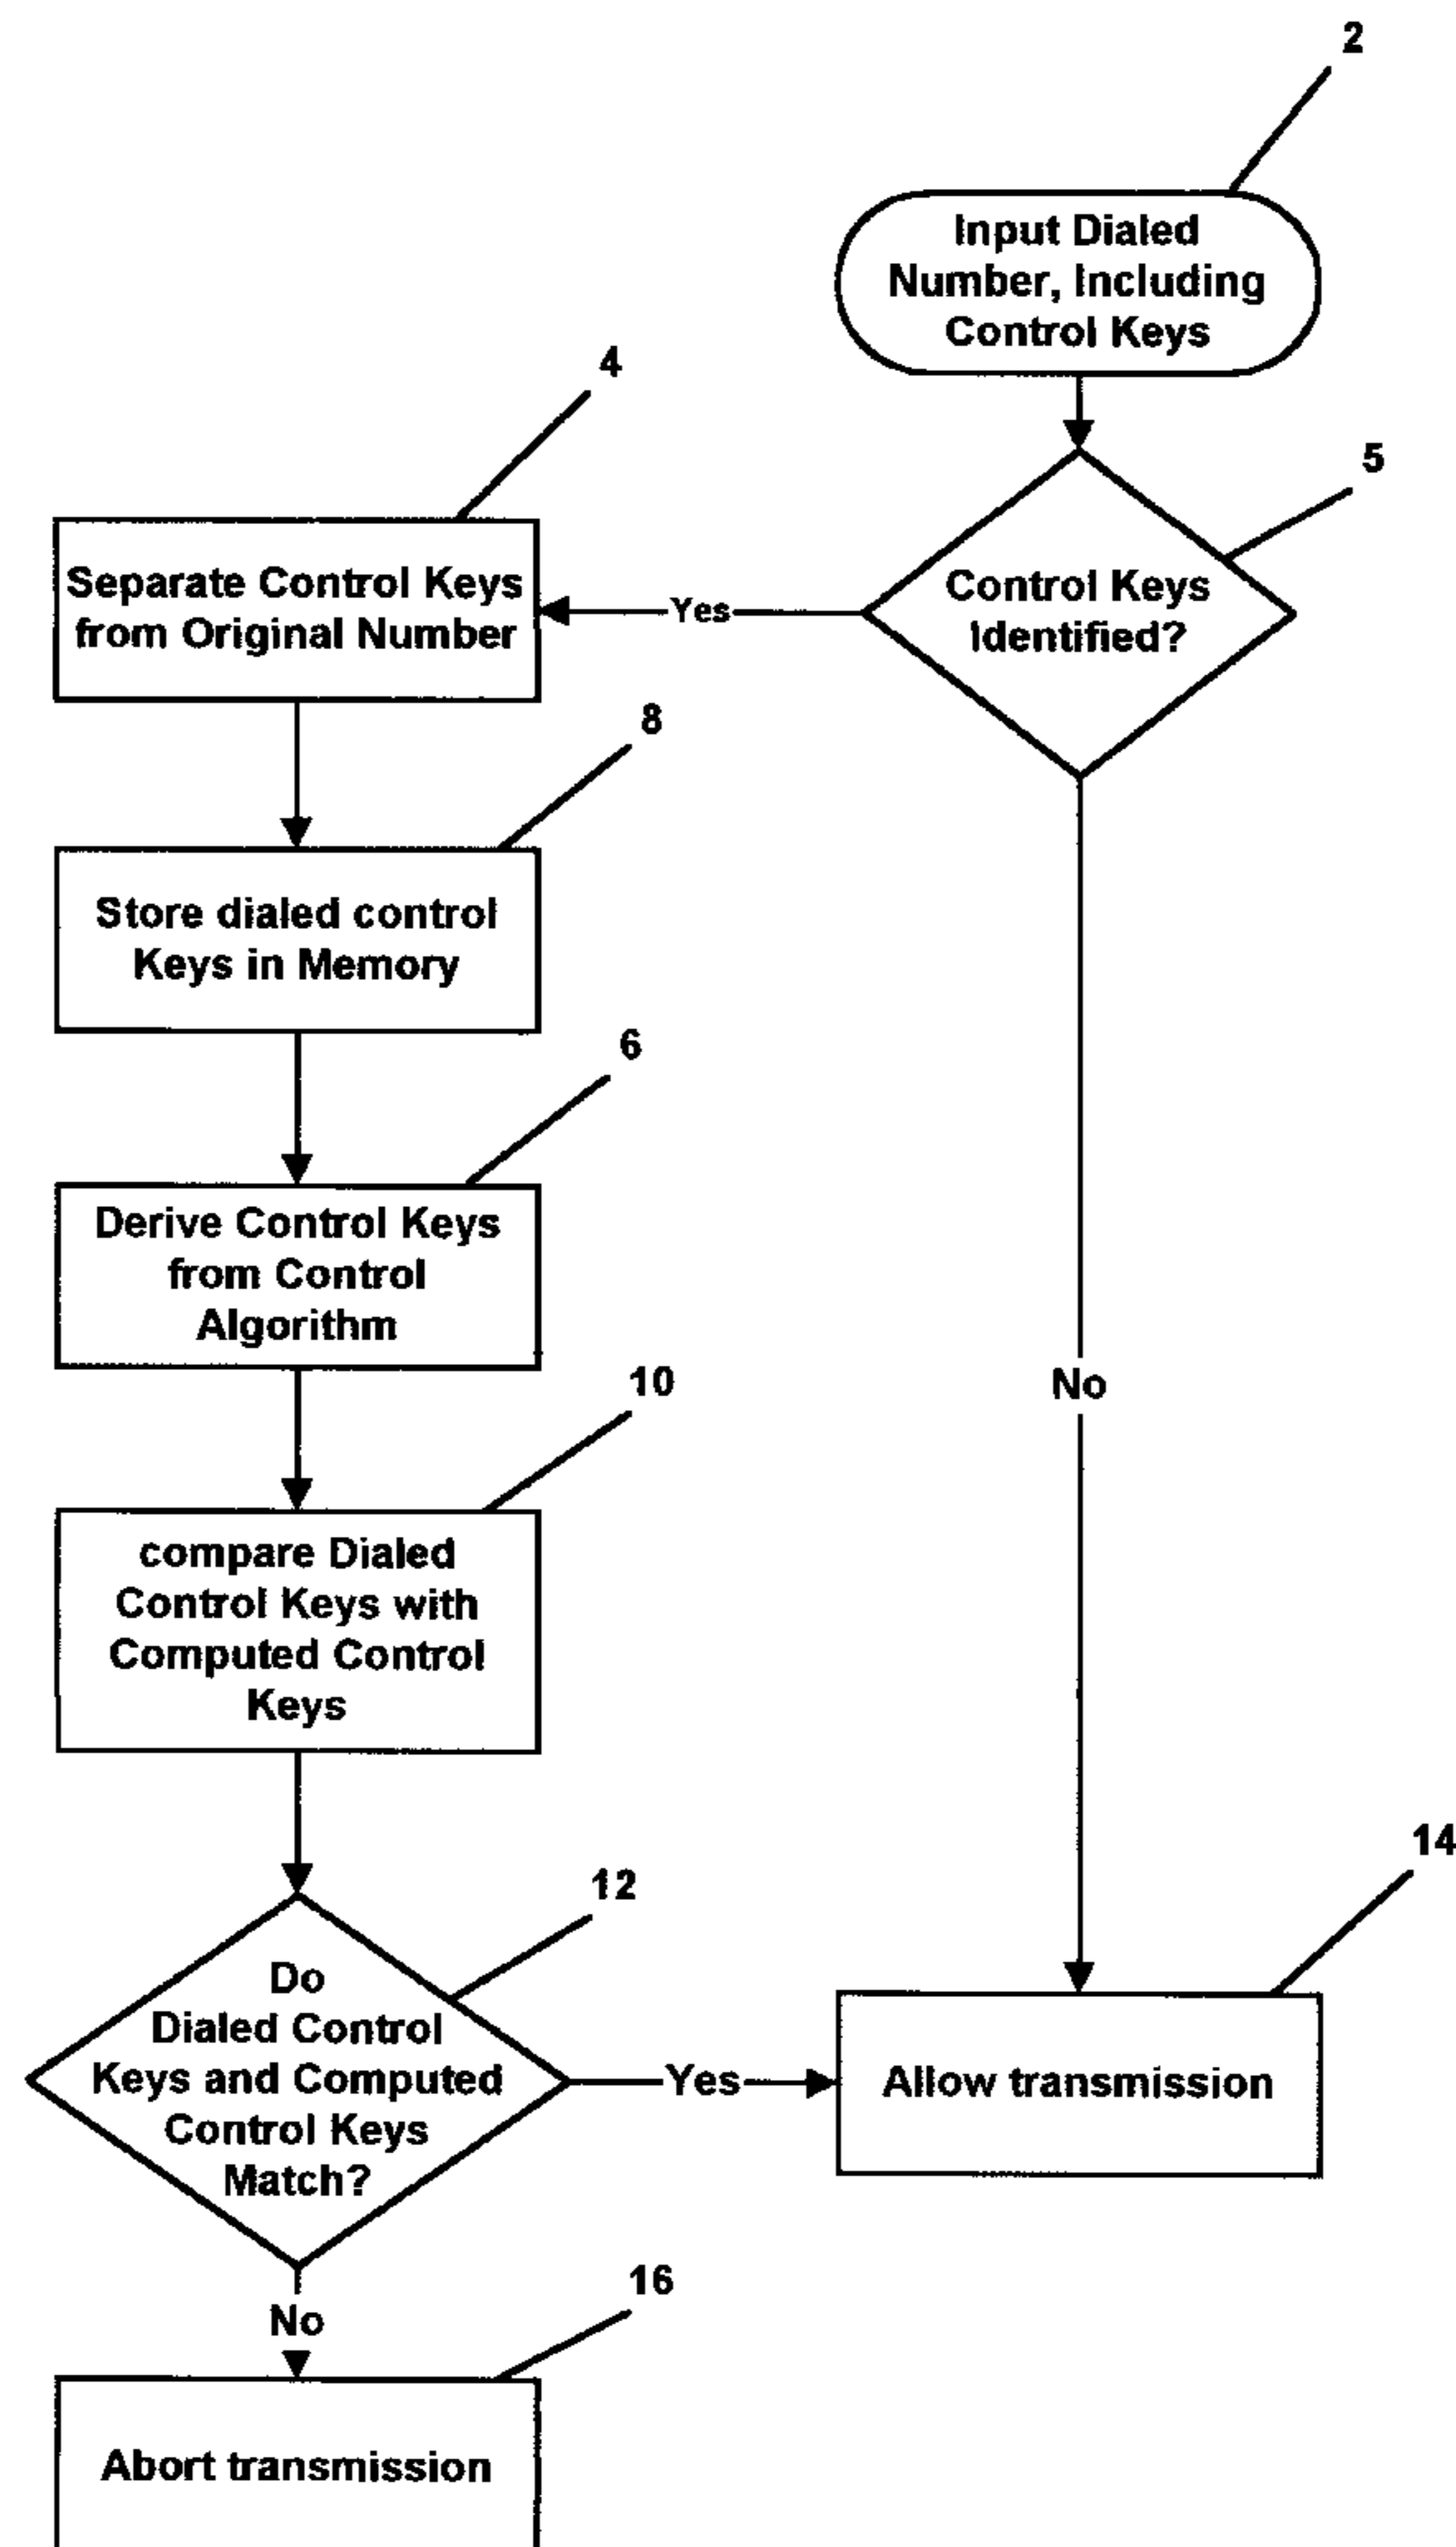 2
Input Dialed
Number, Including
Control Keys
4
5
Separate Control Keys
from Original Number
Yes
Control Keys
Identified?
8
Store dialed control
Keys in Memory
6
Derive Control Keys
from Control
Algorithm
10
No
compare Dialed
Control Keys with
Computed Control
Keys
14
12
Do
Dialed Control
Keys and Computed
Control Keys
Match?
Yes
Allow transmission
16
No
Abort transmission